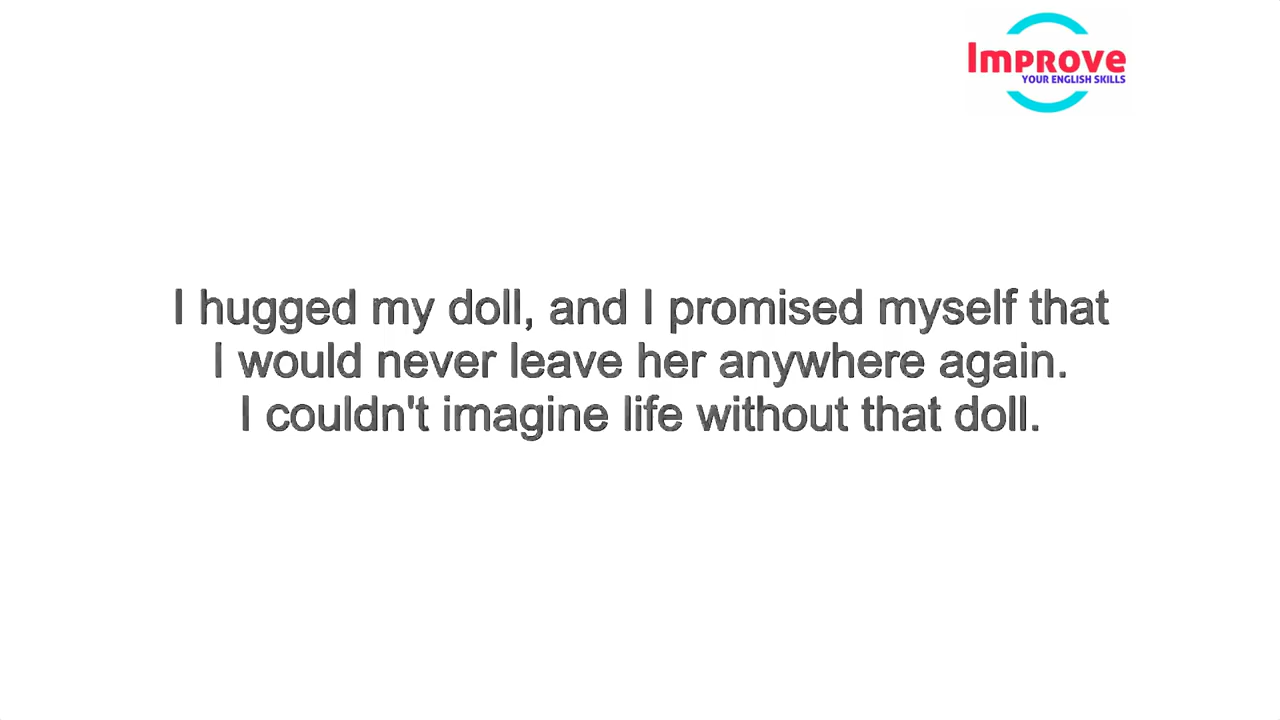 Improve
YOUR ENGLISH SKILLS
I hugged my doll, and I promised myself that
I would never leave her anywhere again.
I couldn't imagine life without that doll.